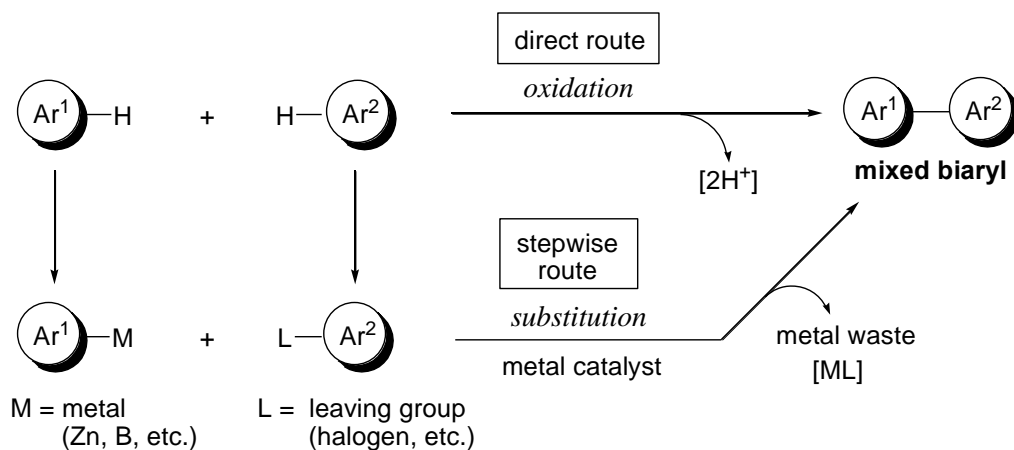 direct route
oxidation
Ar¹ H + H Ar² Ar¹ Ar²
[2H⁺]
mixed biaryl
stepwise
route
substitution
Ar¹ M + L Ar²
metal catalyst
metal waste
[ML]
M = metal
(Zn, B, etc.)
L = leaving group
(halogen, etc.)